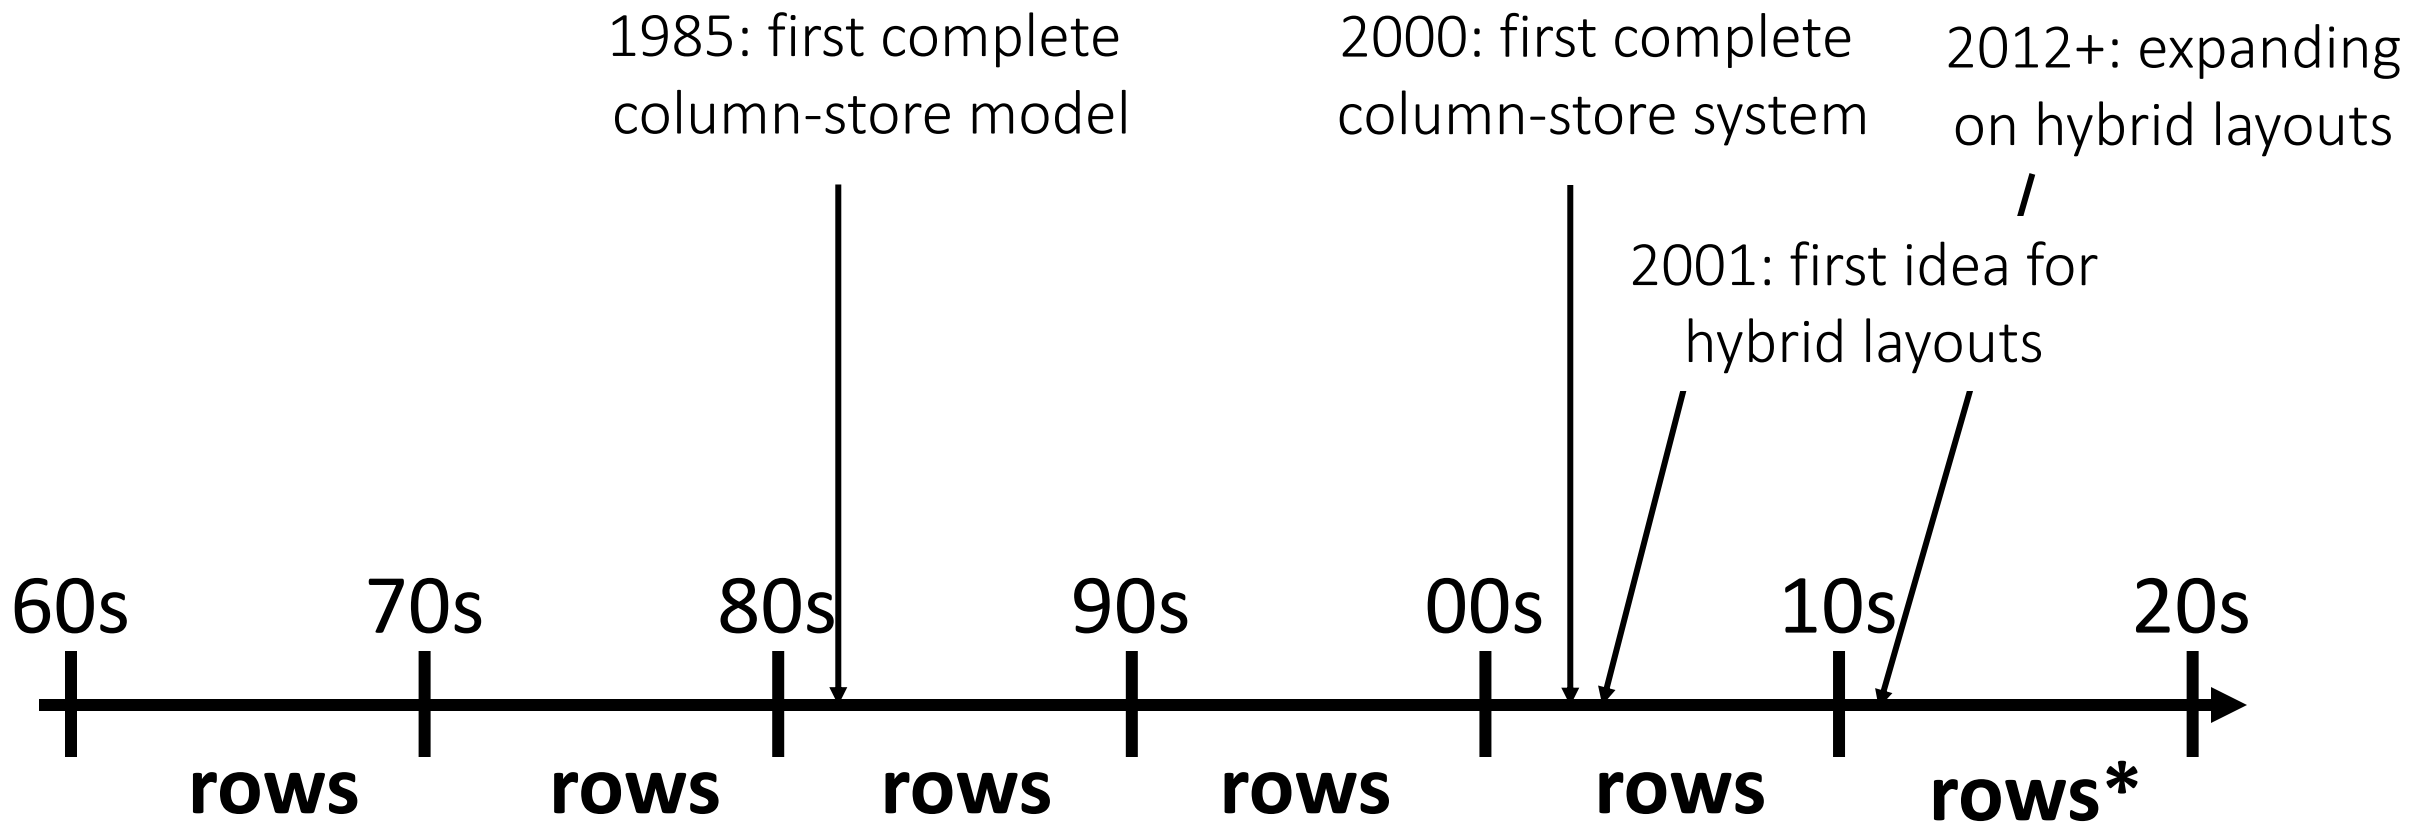 1985: first complete
column-store model
2000: first complete
column-store system
2012+: expanding
on hybrid layouts
2001: first idea for
hybrid layouts
60s 70s 80s 90s 00s 10s 20s
rows rows rows rows rows rows*